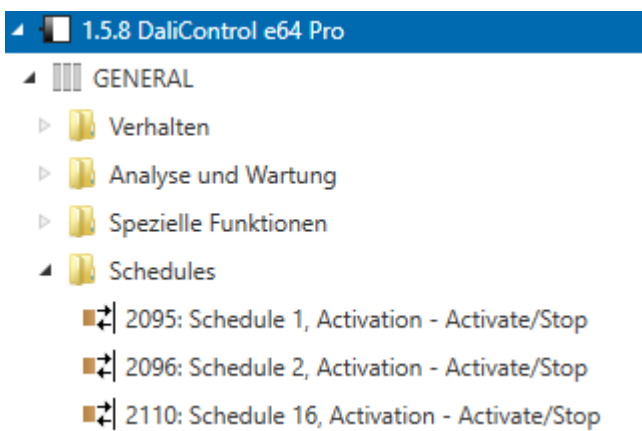 1.5.8 DaliControl e64 Pro
GENERAL
Verhalten
Analyse und Wartung
Spezielle Funktionen
Schedules
2095: Schedule 1, Activation - Activate/Stop
2096: Schedule 2, Activation - Activate/Stop
2110: Schedule 16, Activation - Activate/Stop